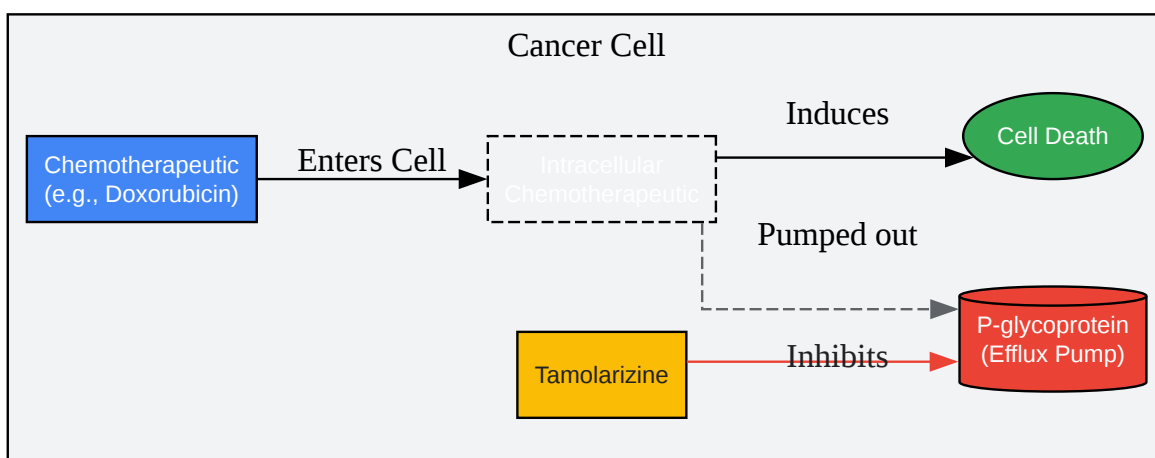 Cancer Cell
Induces
Cell Death
Chemotherapeutic
(e.g., Doxorubicin)
Enters Cell
Intracellular
Chemotherapeutic
Pumped out
P-glycoprotein
(Efflux Pump)
Tamolarizine
Inhibits